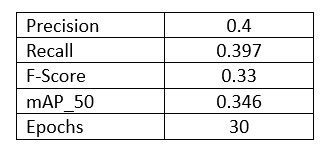 Precision 0.4
Recall 0.397
F-Score 0.33
mAP_50 0.346
Epochs 30